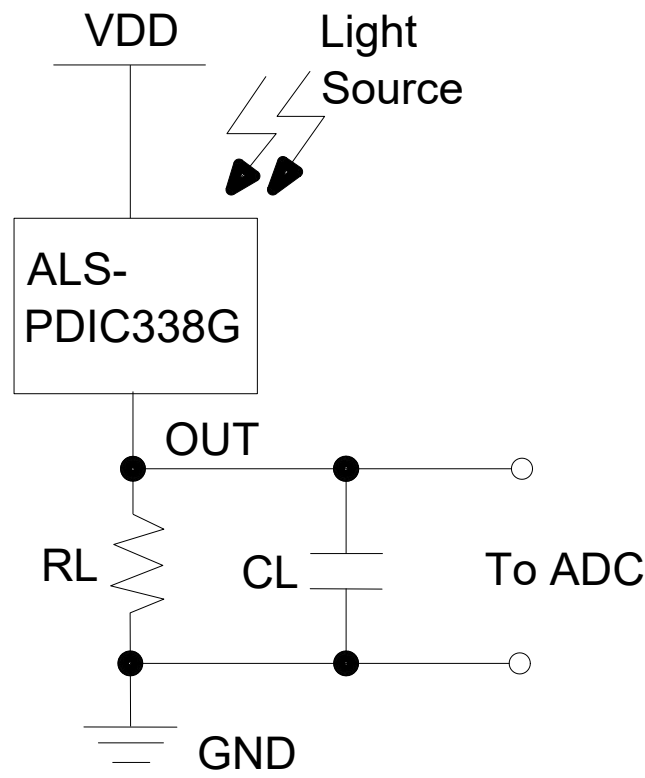 VDD
Light
Source
ALS-
PDIC338G
OUT
RL
CL
To ADC
GND